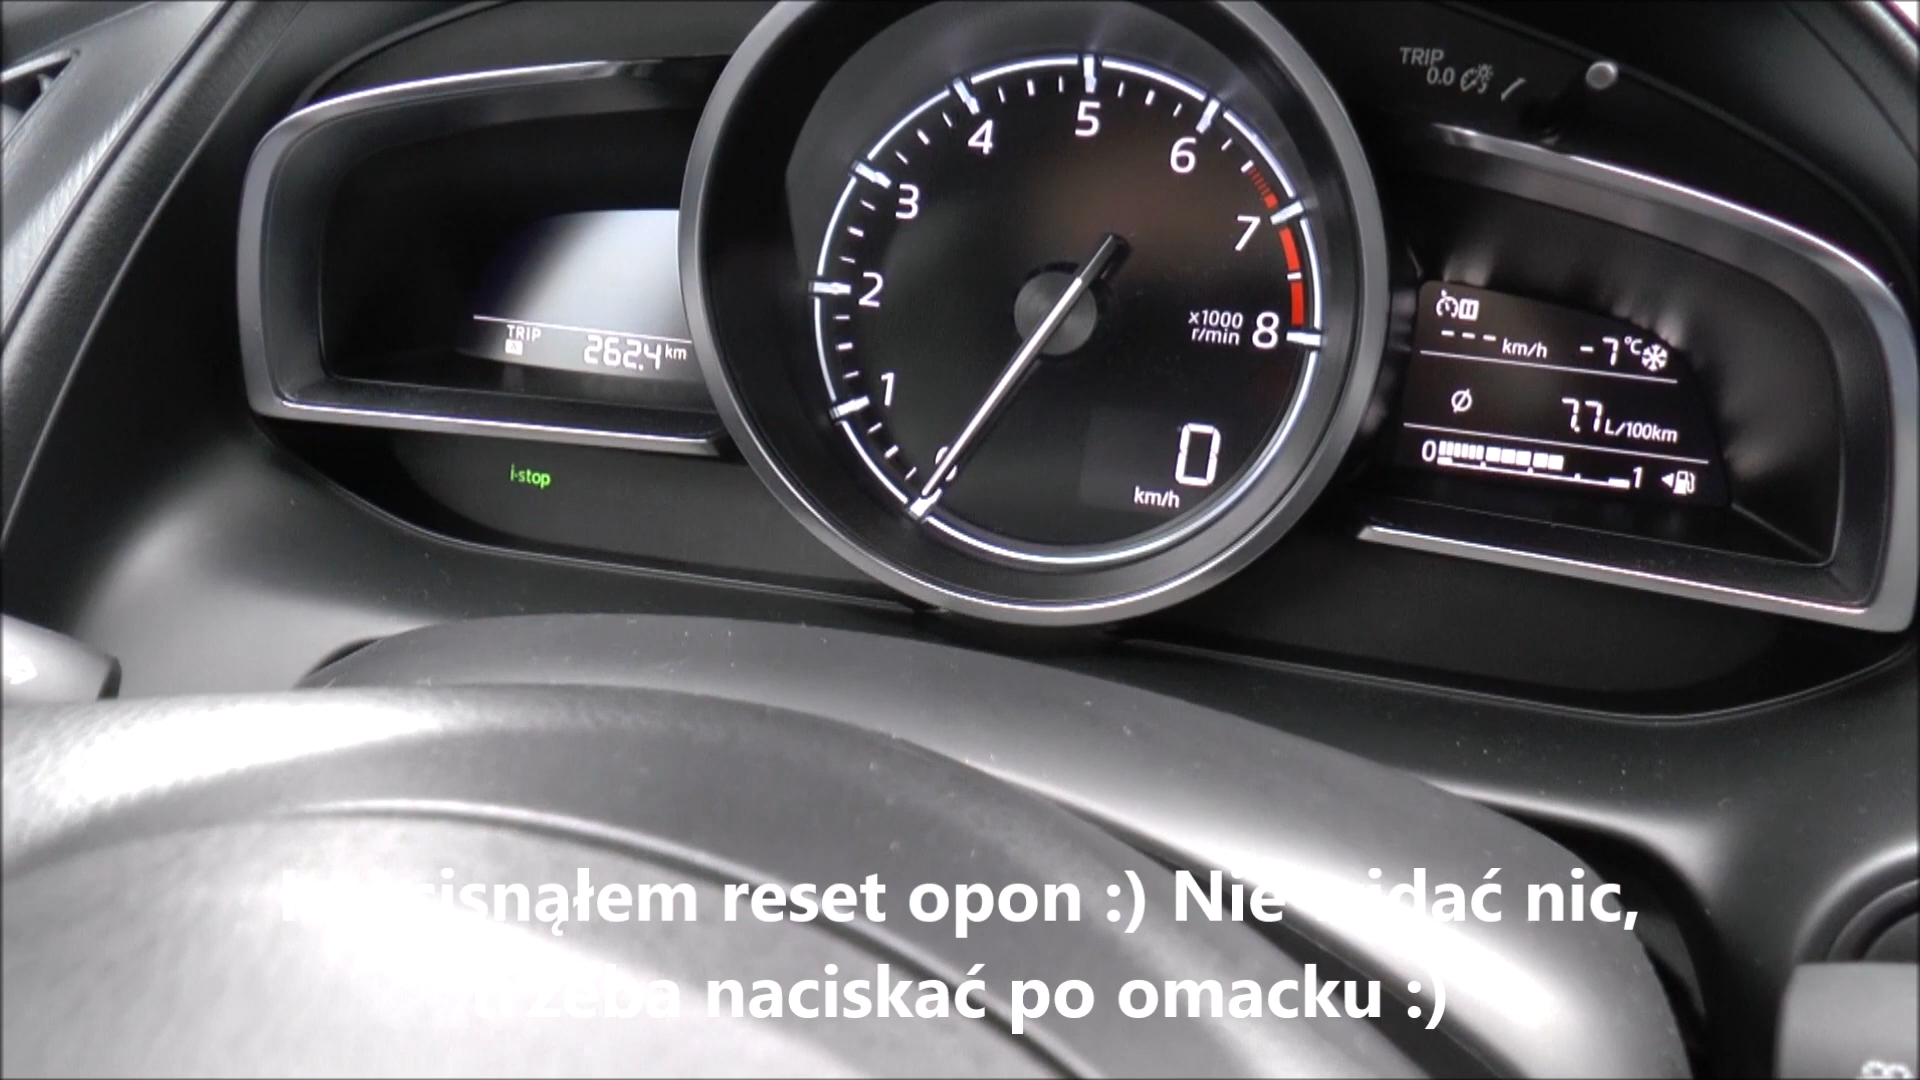 TRIP
0.0
5
4
6
3
7
2
x1000
r/min
8
1
0
TRIP
A
262.4 km
i-stop
0
km/h
--- km/h
-7°C
Ø 7.7 L/100km
0
1
reset opon :) Nie nic,
naciskać po omacku :)